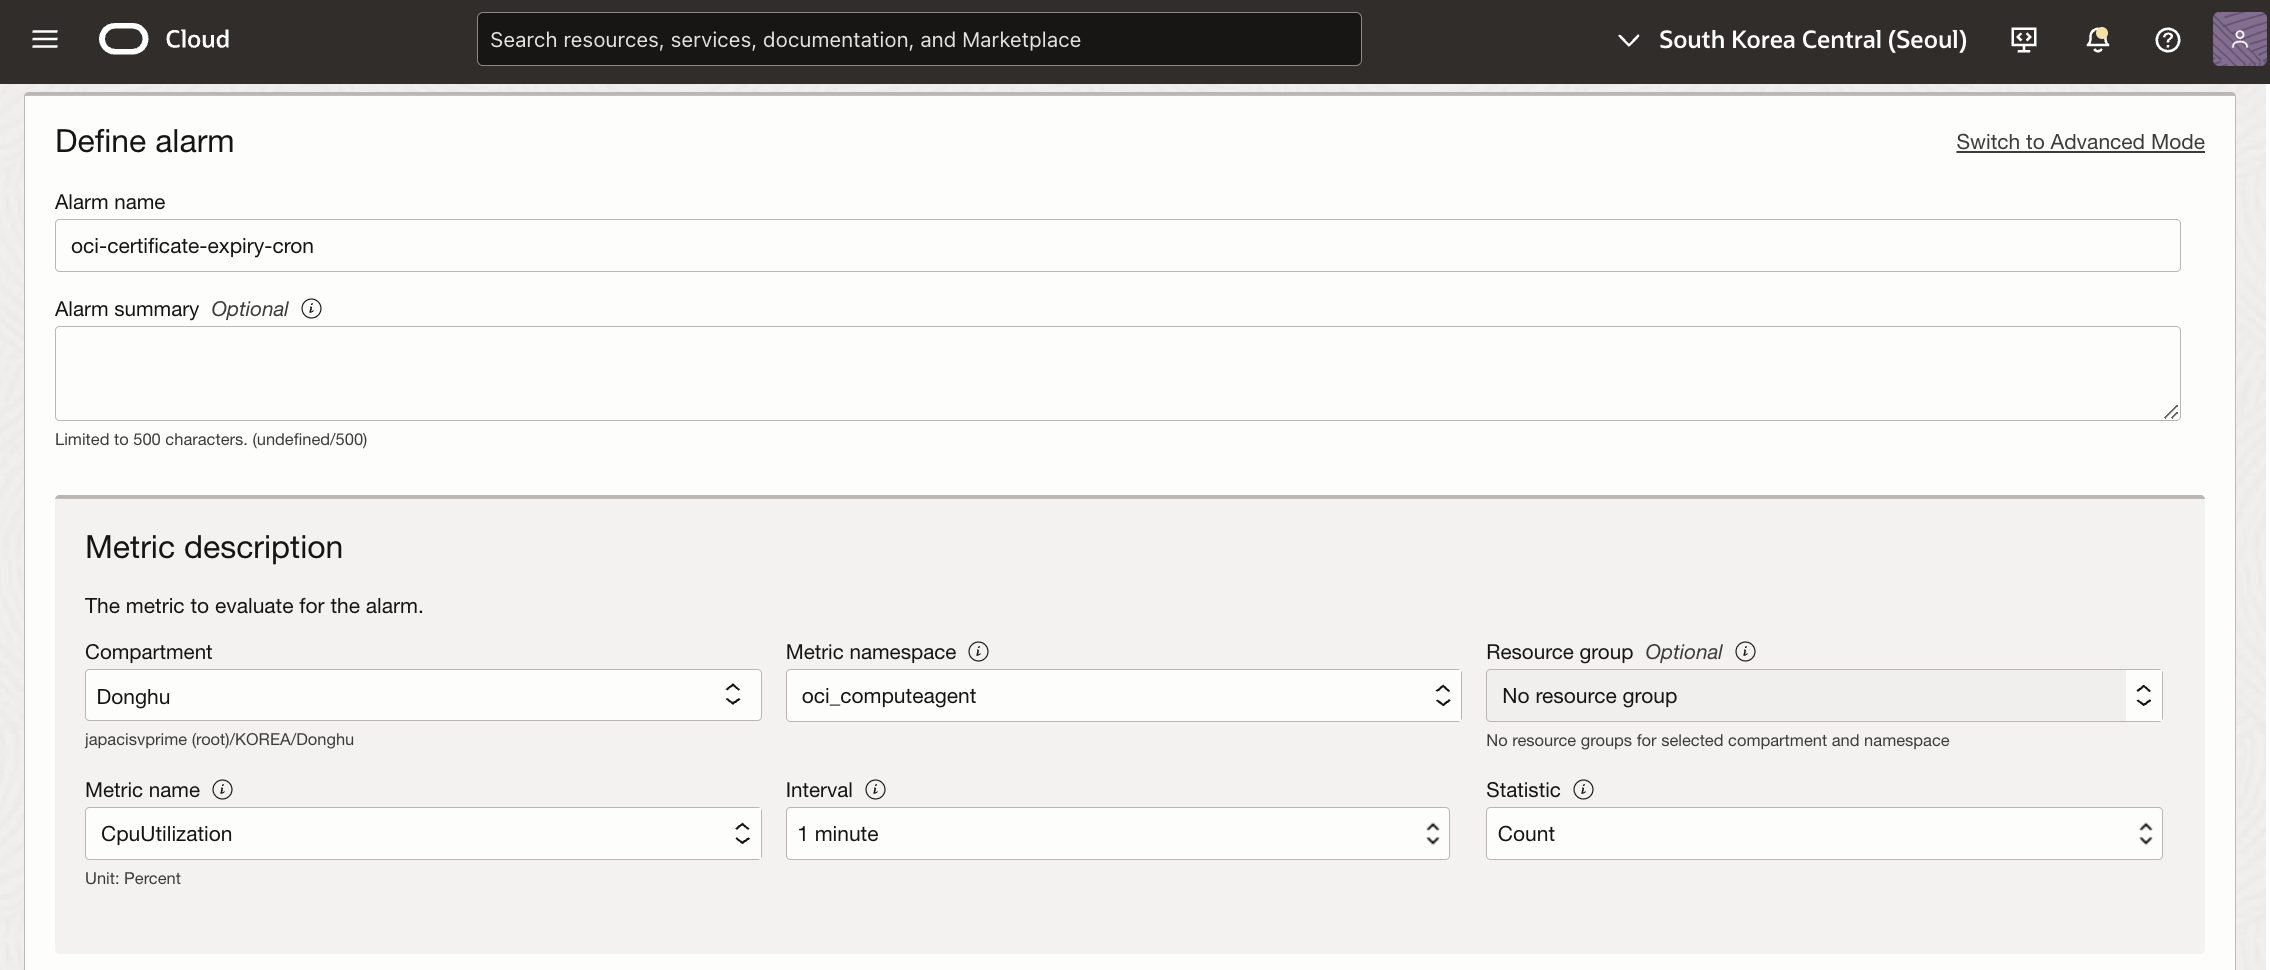 Cloud
Search resources, services, documentation, and Marketplace
South Korea Central (Seoul)
Define alarm
Switch to Advanced Mode
Alarm name
oci-certificate-expiry-cron
Alarm summary Optional
Limited to 500 characters. (undefined/500)
Metric description
The metric to evaluate for the alarm.
Compartment
Metric namespace
Resource group Optional
Donghu
oci_computeagent
No resource group
japacisvprime (root)/KOREA/Donghu
No resource groups for selected compartment and namespace
Metric name
Interval
Statistic
CpuUtilization
1 minute
Count
Unit: Percent